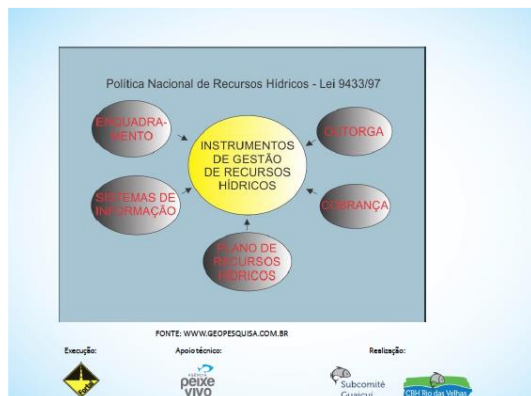 Política Nacional de Recursos Hídricos - Lei 9433/97
ENQUADRA-
MENTO
OUTORGA
INSTRUMENTOS
DE GESTÃO
DE RECURSOS
HÍDRICOS
SISTEMAS DE
INFORMAÇÃO
COBRANÇA
PLANO DE
RECURSOS
HÍDRICOS
FONTE: WWW.GEOPESQUISA.COM.BR
Execução:
Apoio técnico:
Realização:
peixe
vivo
Subcomitê
Guaicuí
CBH Rio das Velhas